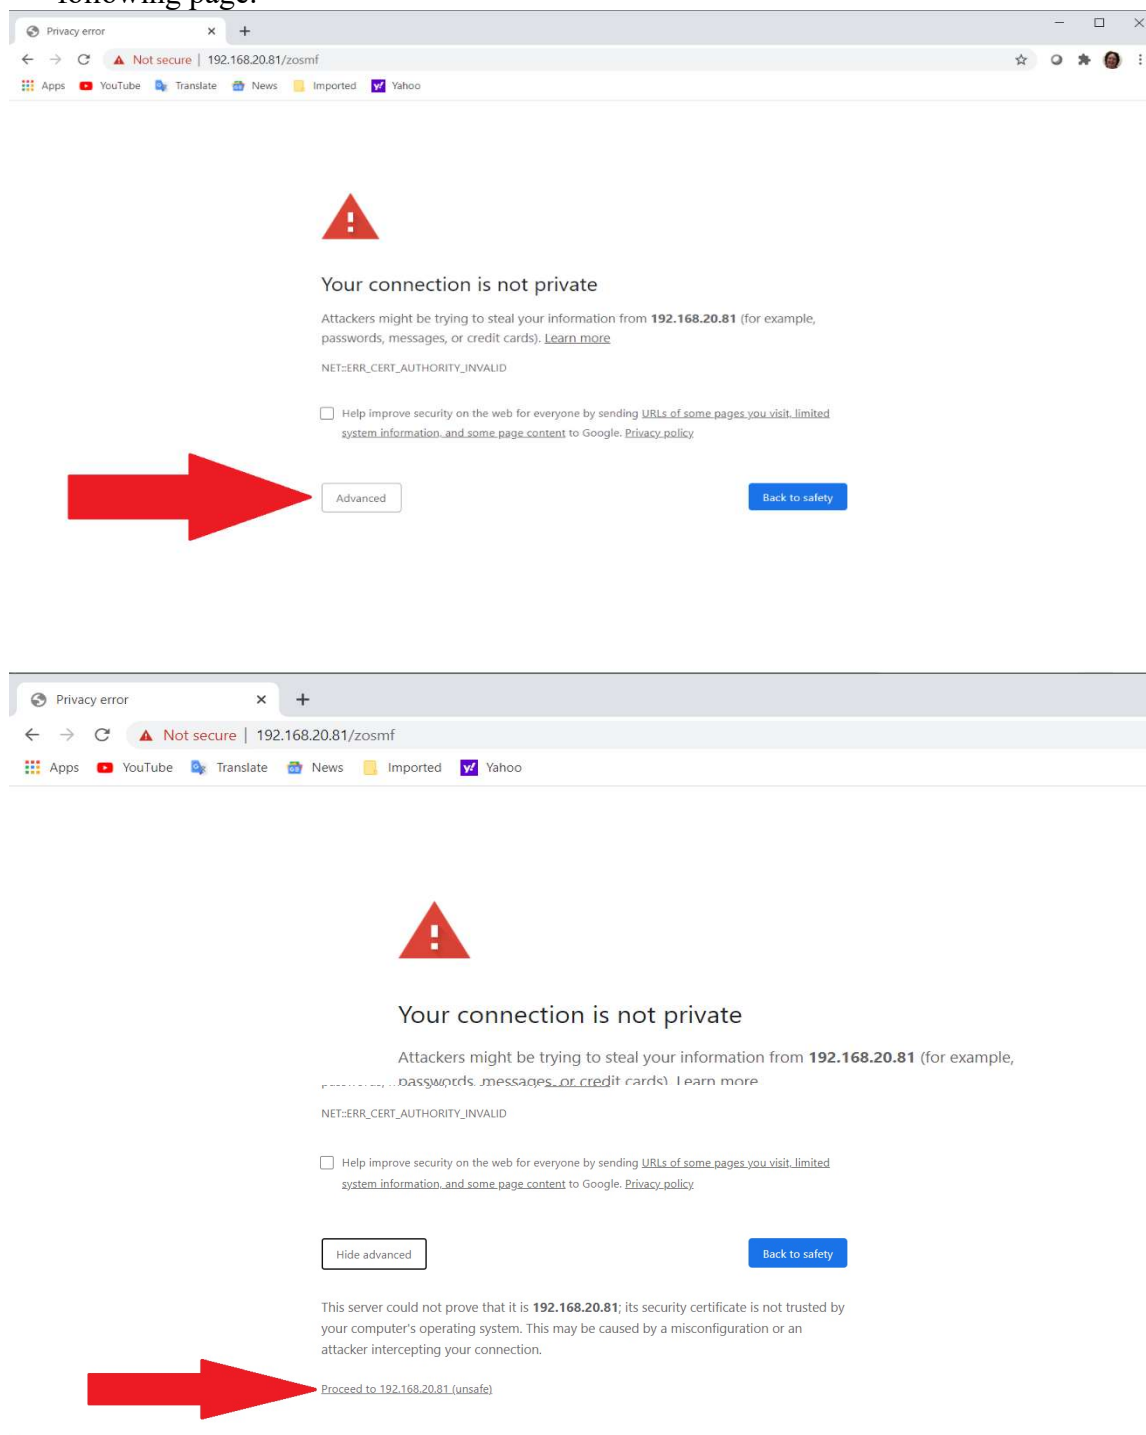 following page:
Privacy error
Not secure | 192.168.20.81/zosmf
Apps YouTube Translate News Imported Yahoo
Your connection is not private
Attackers might be trying to steal your information from 192.168.20.81 (for example,
passwords, messages, or credit cards). Learn more
NET::ERR_CERT_AUTHORITY_INVALID
Help improve security on the web for everyone by sending URLs of some pages you visit, limited
system information, and some page content to Google. Privacy policy
Advanced Back to safety
Privacy error
Not secure | 192.168.20.81/zosmf
Apps YouTube Translate News Imported Yahoo
Your connection is not private
Attackers might be trying to steal your information from 192.168.20.81 (for example,
passwords, messages, or credit cards). Learn more
NET::ERR_CERT_AUTHORITY_INVALID
Help improve security on the web for everyone by sending URLs of some pages you visit, limited
system information, and some page content to Google. Privacy policy
Hide advanced Back to safety
This server could not prove that it is 192.168.20.81; its security certificate is not trusted by
your computer's operating system. This may be caused by a misconfiguration or an
attacker intercepting your connection.
Proceed to 192.168.20.81 (unsafe)